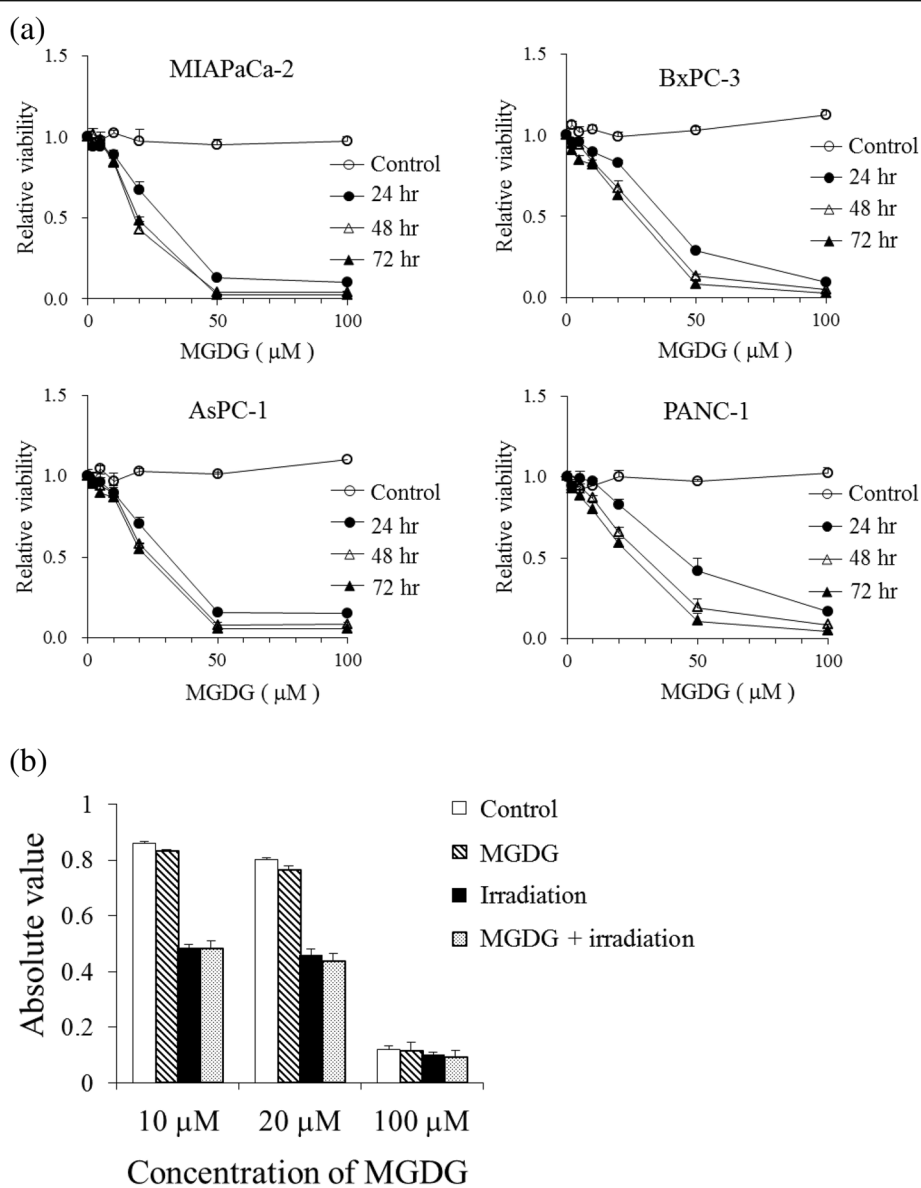 (a)
MIAPaCa-2
1.5
1.0
0.5
0.0
Relative viability
Control
24 hr
48 hr
72 hr
0
50
100
MGDG ( μM )
BxPC-3
1.5
1.0
0.5
0.0
Relative viability
Control
24 hr
48 hr
72 hr
0
50
100
MGDG ( μM )
AsPC-1
1.5
1.0
0.5
0.0
Relative viability
Control
24 hr
48 hr
72 hr
0
50
100
MGDG ( μM )
PANC-1
1.5
1.0
0.5
0.0
Relative viability
Control
24 hr
48 hr
72 hr
0
50
100
MGDG ( μM )
(b)
1
0.8
0.6
0.4
0.2
0
Absolute value
Control
MGDG
Irradiation
MGDG + irradiation
10 μM
20 μM
100 μM
Concentration of MGDG